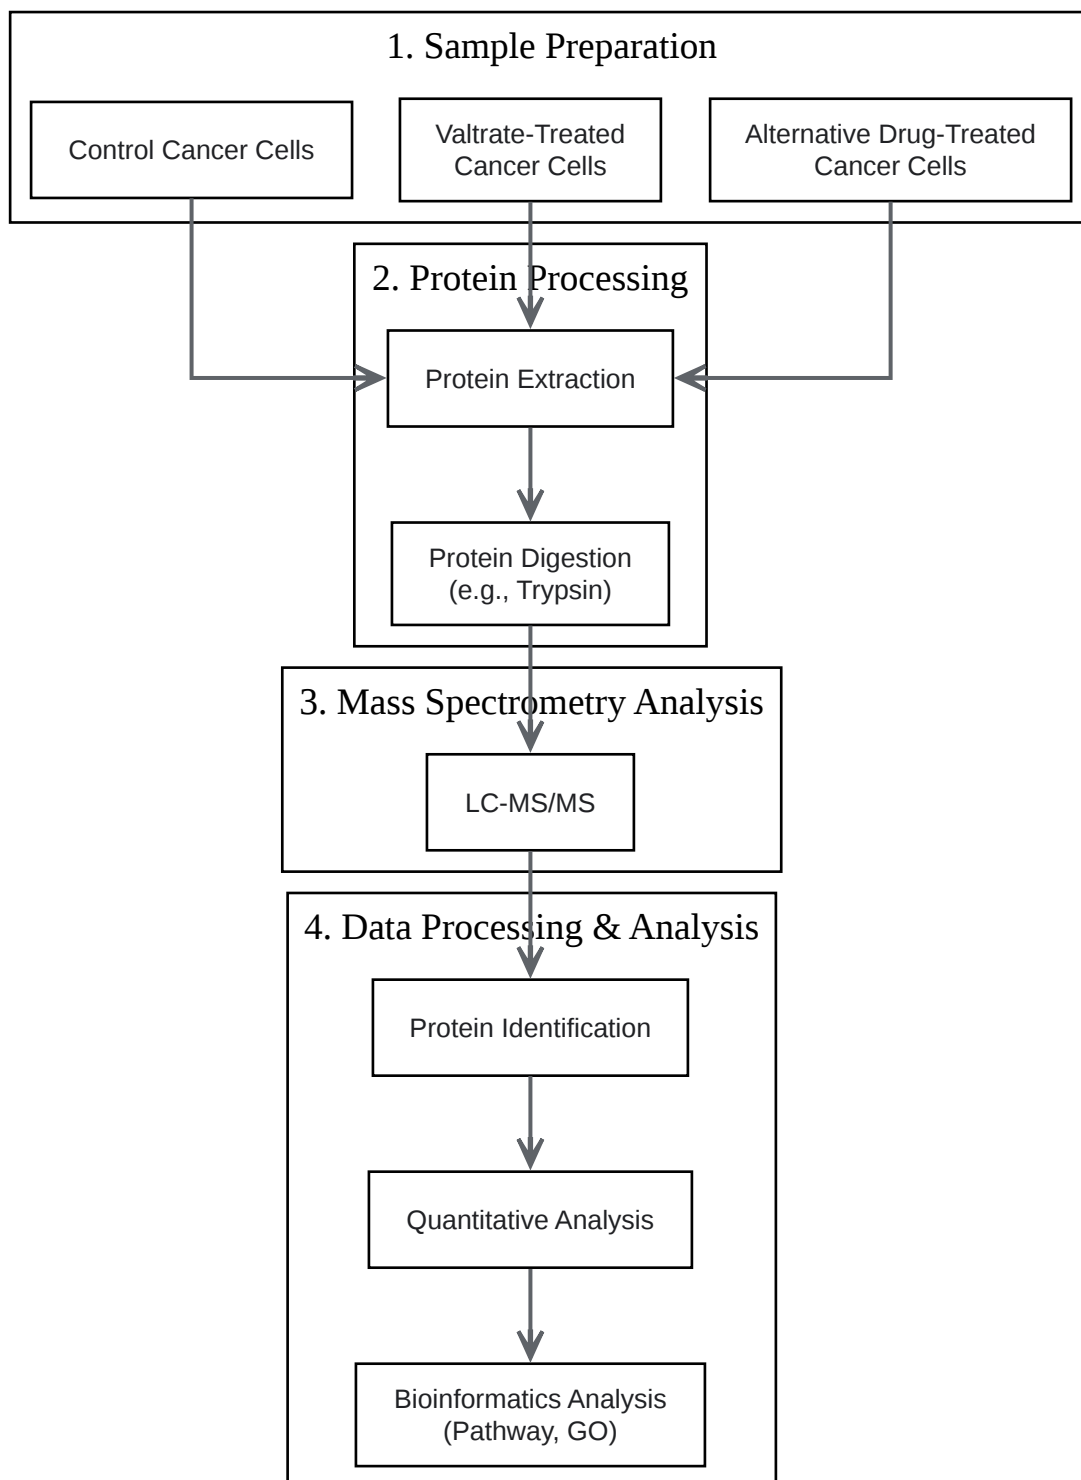 1. Sample Preparation
Control Cancer Cells
Valtrate-Treated
Cancer Cells
Alternative Drug-Treated
Cancer Cells
2. Protein Processing
Protein Extraction
Protein Digestion
(e.g., Trypsin)
3. Mass Spectrometry Analysis
LC-MS/MS
4. Data Processing & Analysis
Protein Identification
Quantitative Analysis
Bioinformatics Analysis
(Pathway, GO)